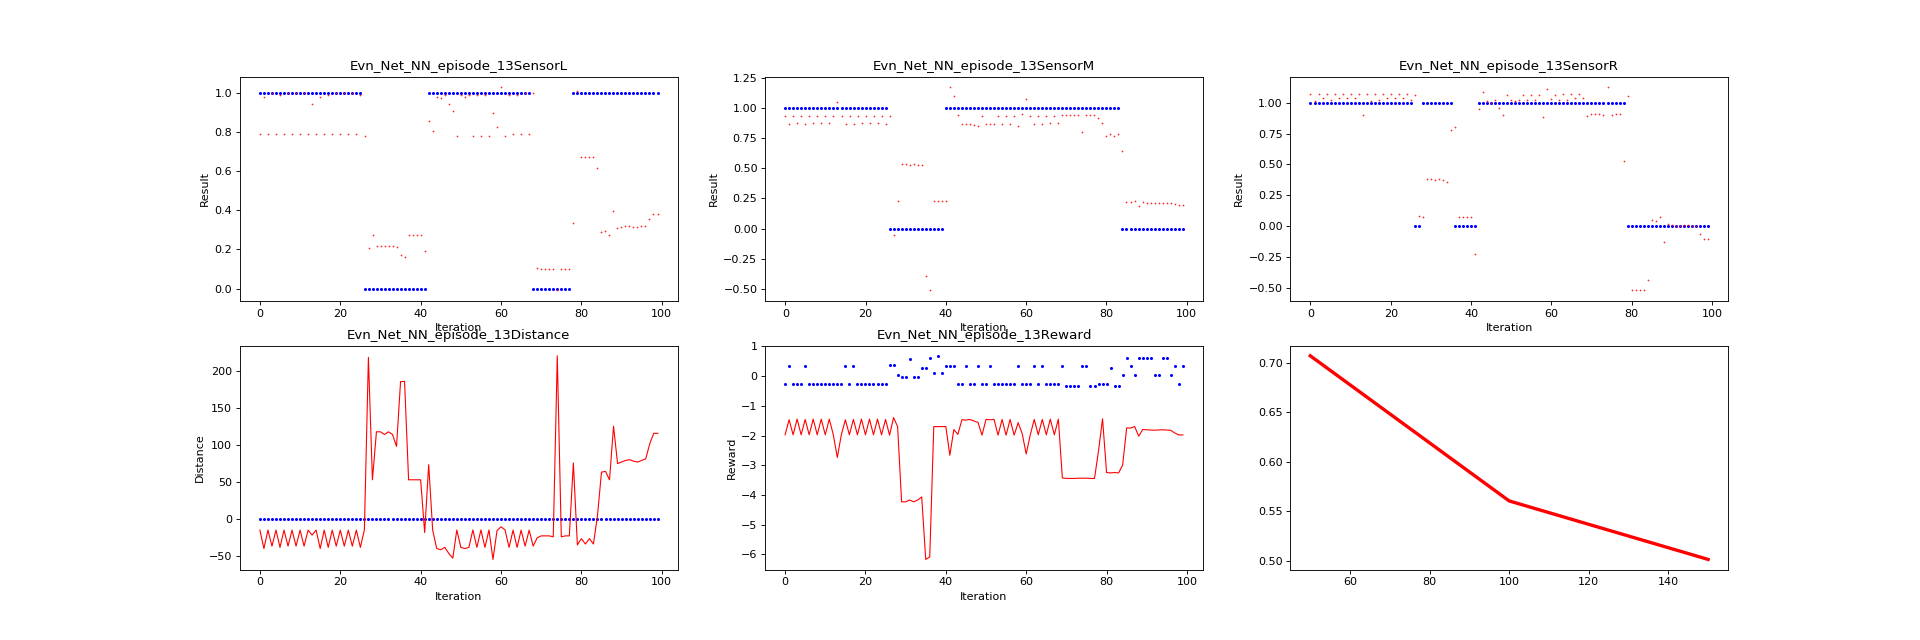 Evn_Net_NN_episode_13SensorL
Evn_Net_NN_episode_13SensorM
Evn_Net_NN_episode_13SensorR
1.0
0.8
0.6
0.4
0.2
0.0
Result
0 20 40 60 80 100
Iteration
1.25
1.00
0.75
0.50
0.25
0.00
−0.25
−0.50
Result
0 20 40 60 80 100
Iteration
1.00
0.75
0.50
0.25
0.00
−0.25
−0.50
Result
0 20 40 60 80 100
Iteration
Evn_Net_NN_episode_13Distance
Evn_Net_NN_episode_13Reward
200
150
100
50
0
−50
Distance
0 20 40 60 80 100
Iteration
1
0
−1
−2
−3
−4
−5
−6
Reward
0 20 40 60 80 100
Iteration
0.70
0.65
0.60
0.55
0.50
60 80 100 120 140